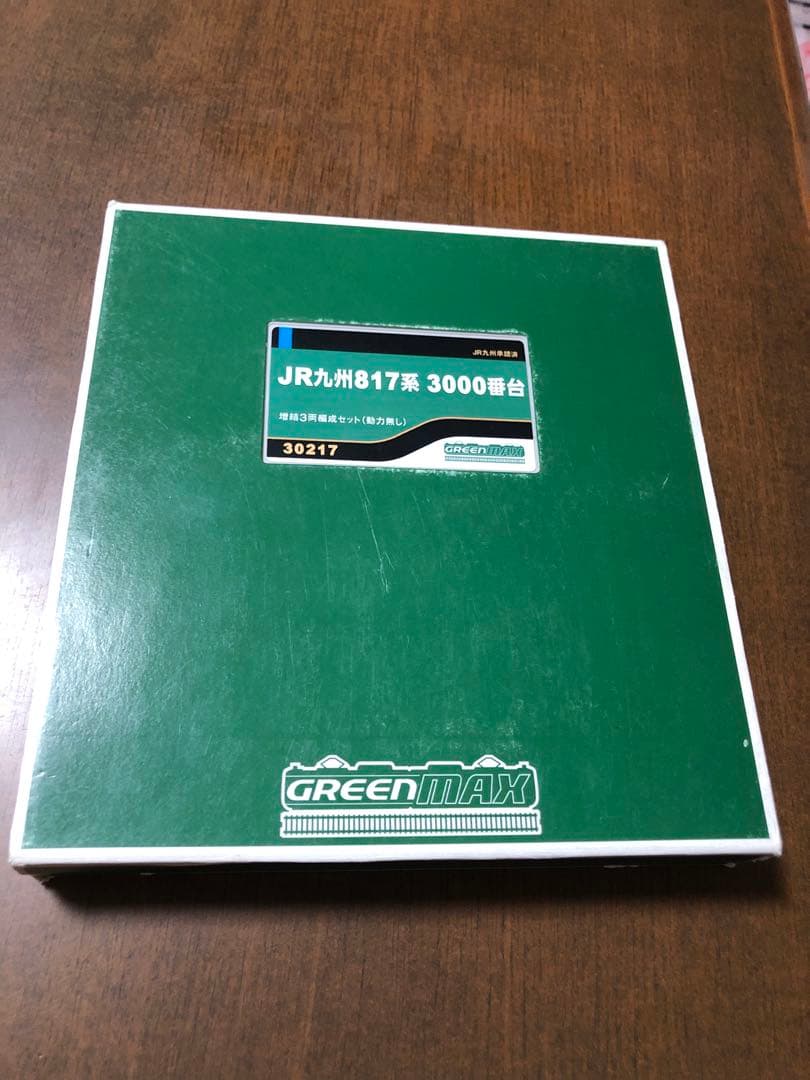 JR九州承認済
JR九州817系 3000番台
増結3両編成セット(動力無し)
30217
GREENMAX
GREENMAX